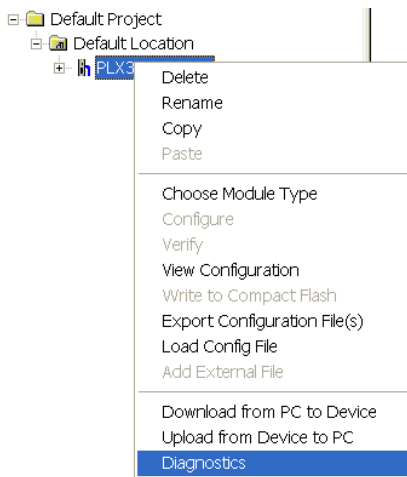 Default Project
Default Location
PLX3
Delete
Rename
Copy
Paste
Choose Module Type
Configure
Verify
View Configuration
Write to Compact Flash
Export Configuration File(s)
Load Config File
Add External File
Download from PC to Device
Upload from Device to PC
Diagnostics